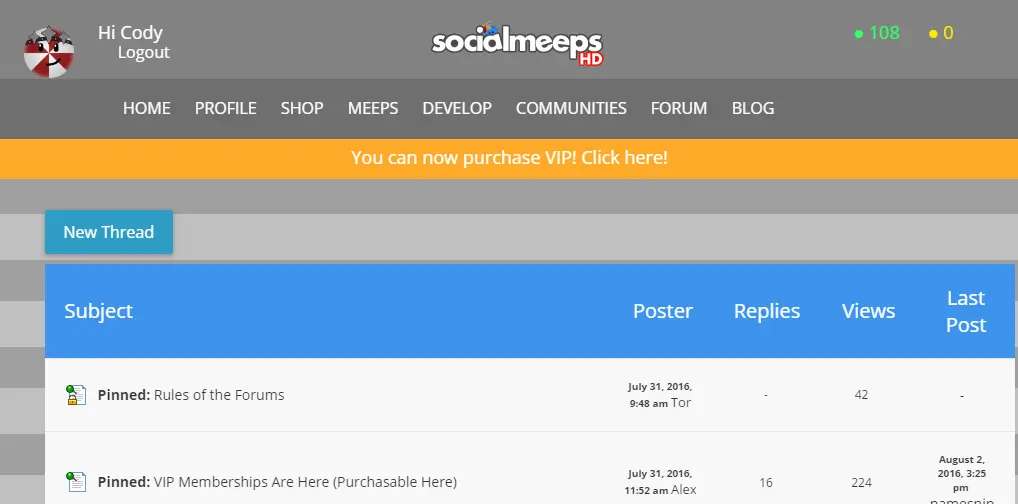 Hi Cody
Logout
socialmeeps
HD
108
0
HOME PROFILE SHOP MEEPS DEVELOP COMMUNITIES FORUM BLOG
You can now purchase VIP! Click here!
New Thread
Subject Poster Replies Views Last Post
Pinned: Rules of the Forums
July 31, 2016,
9:48 am Tor
- 42 -
Pinned: VIP Memberships Are Here (Purchasable Here)
July 31, 2016,
11:52 am Alex
16 224
August 2,
2016, 3:25
pm